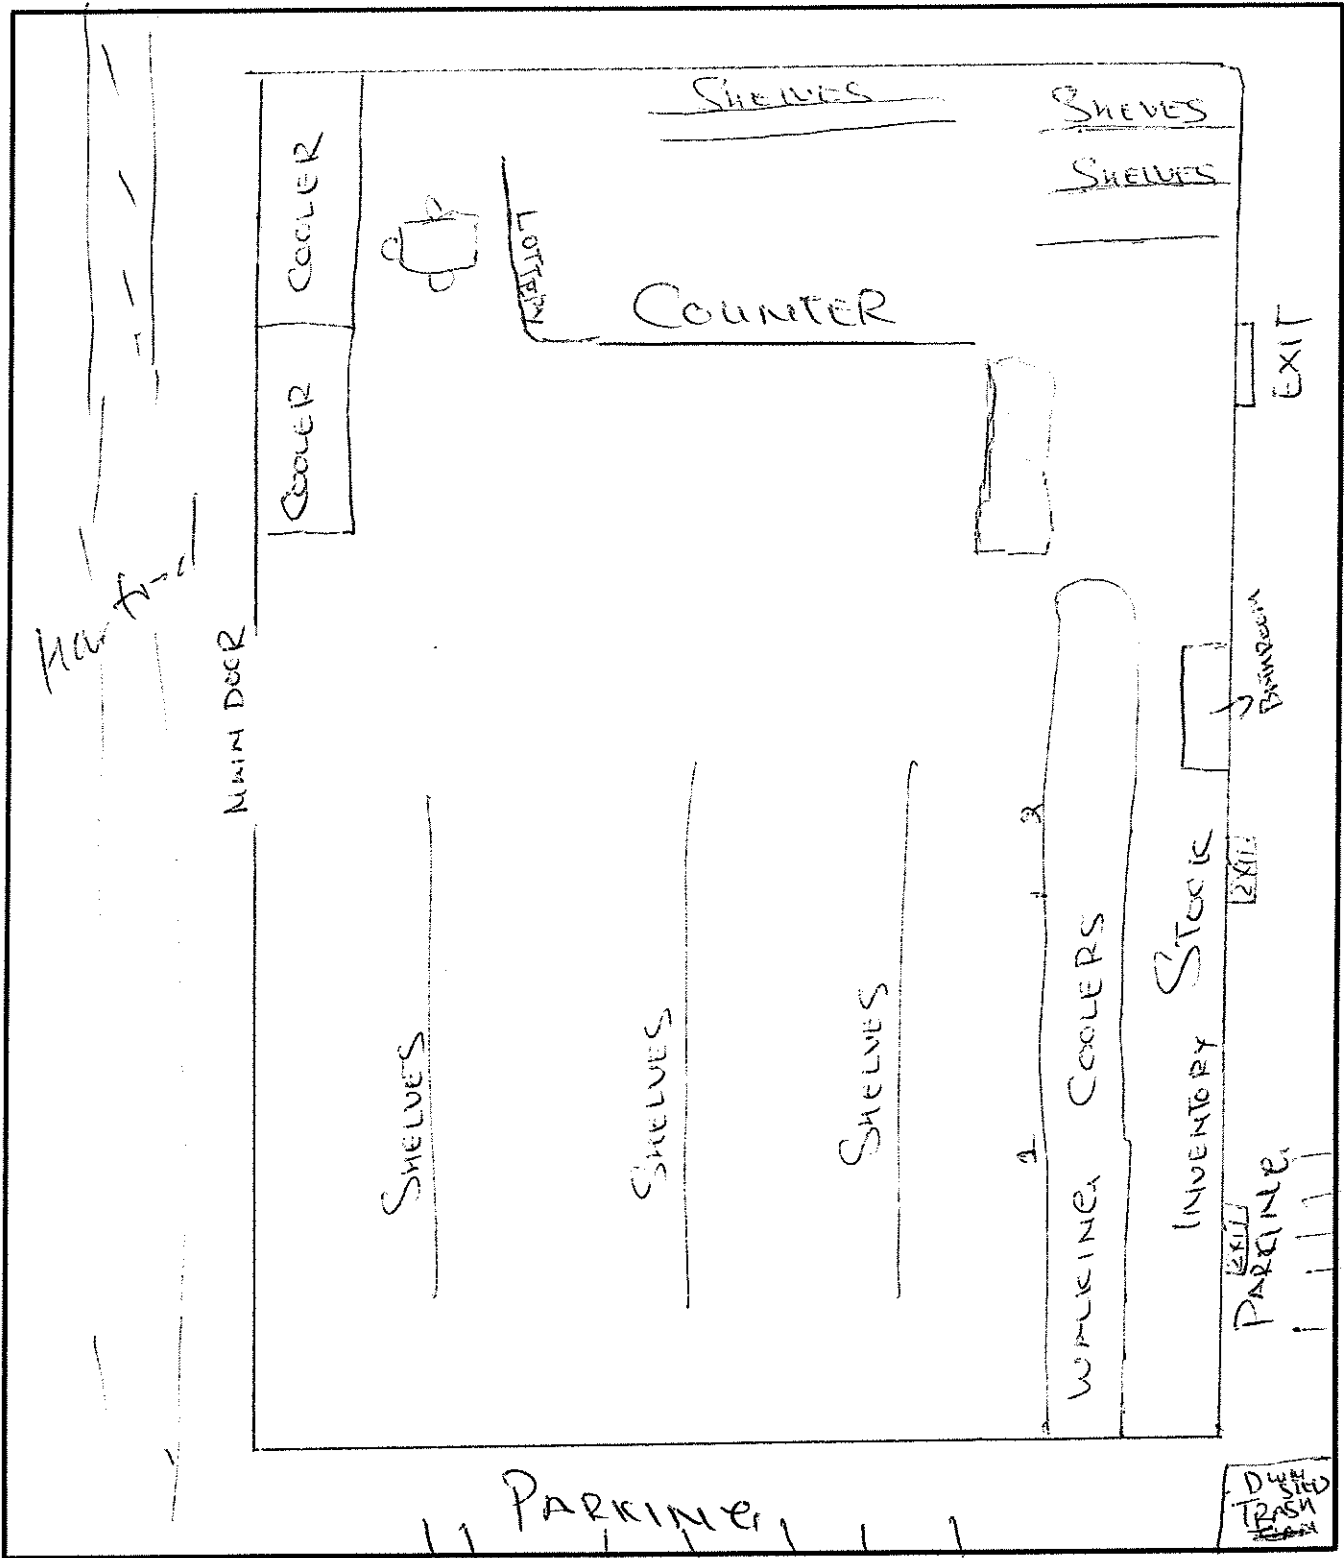 SHELVES
SHEVES
SHELVES
COOLER
LOTTERY
COUNTER
EXIT
COOLER
MAIN DOOR
BATHROOM
SHELVES
SHELVES
SHELVES
2
1
WALKING COOLERS
INVENTORY STOCK
EXIT
EXIT
PARKING
PARKING
TRASH